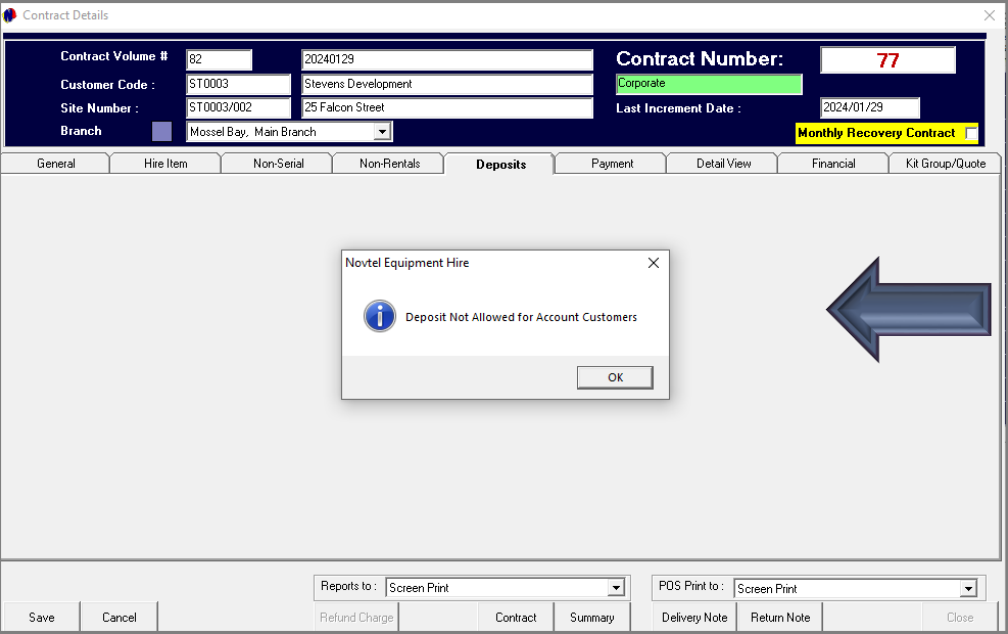 Contract Details
Contract Volume # 82 20240129 Contract Number: 77
Customer Code : ST0003 Stevens Development Corporate
Site Number : ST0003/002 25 Falcon Street Last Increment Date : 2024/01/29
Branch Mossel Bay, Main Branch Monthly Recovery Contract
General Hire Item Non-Serial Non-Rentals Deposits Payment Detail View Financial Kit Group/Quote
Novtel Equipment Hire
Deposit Not Allowed for Account Customers
OK
Reports to : Screen Print POS Print to : Screen Print
Save Cancel Refund Charge Contract Summary Delivery Note Return Note Close